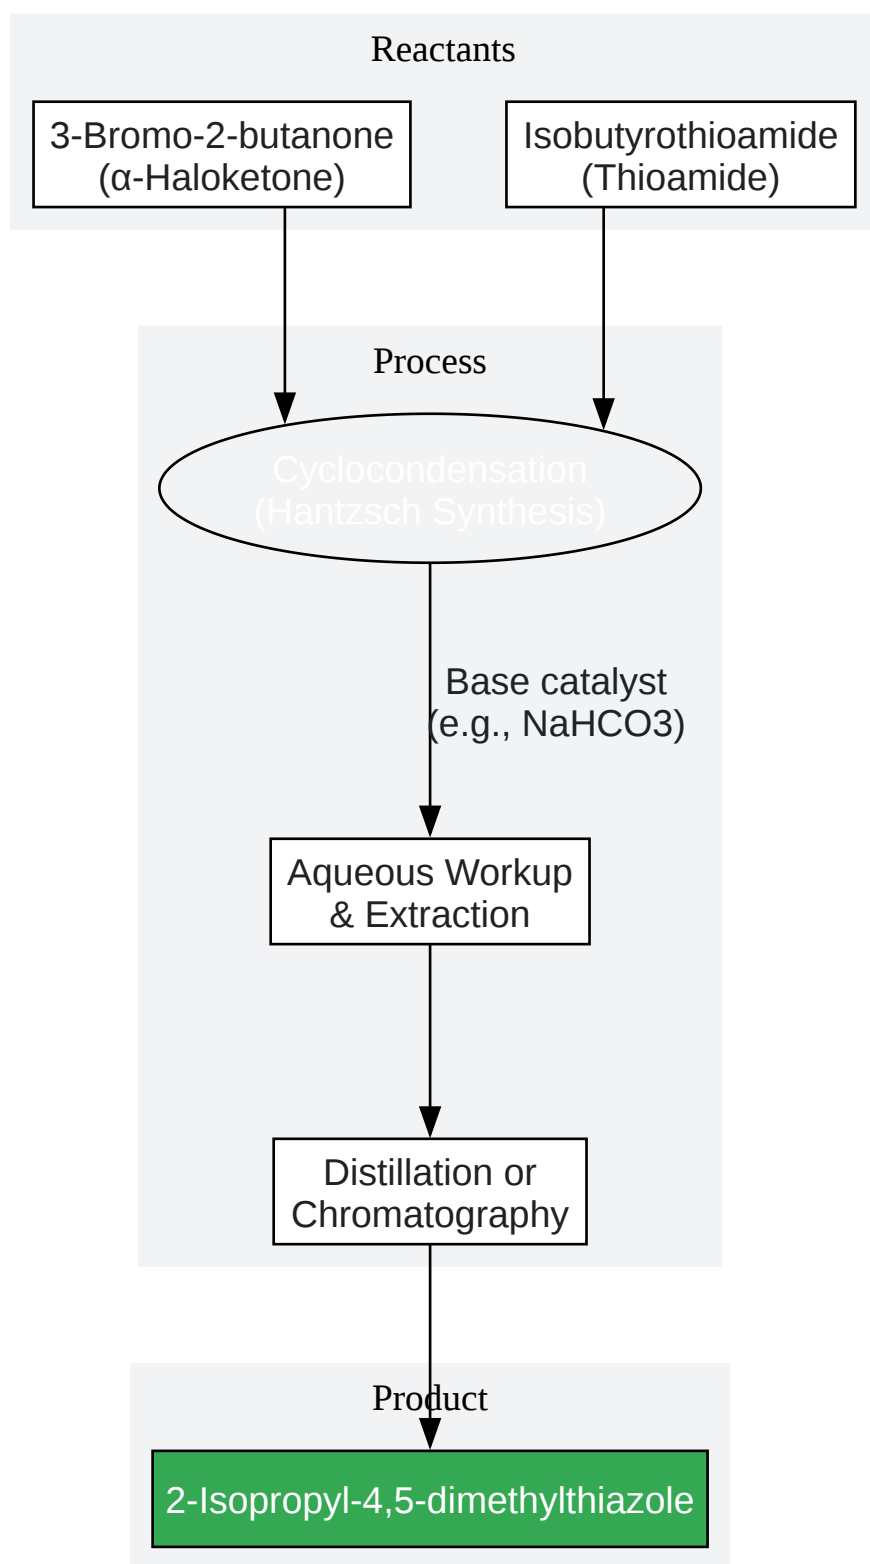 Reactants
3-Bromo-2-butanone
(α-Haloketone)
Isobutyrothioamide
(Thioamide)
Process
Cyclocondensation
(Hantzsch Synthesis)
Base catalyst
(e.g., NaHCO3)
Aqueous Workup
& Extraction
Distillation or
Chromatography
Product
2-Isopropyl-4,5-dimethylthiazole